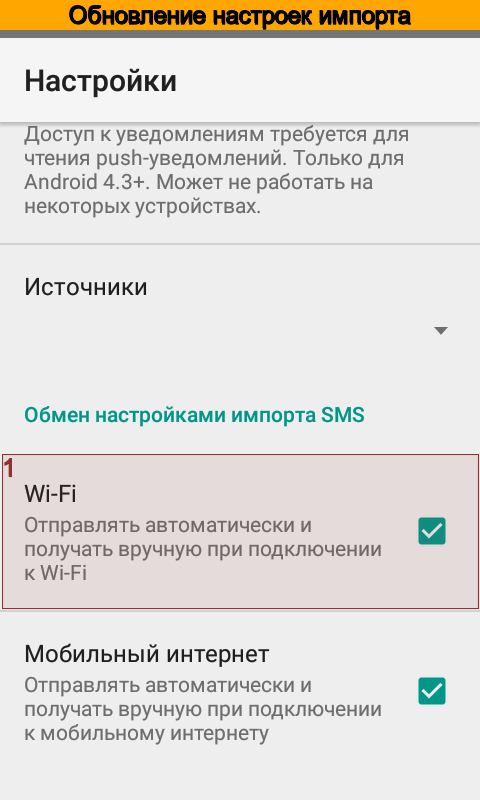 Обновление настроек импорта
Настройки
Доступ к уведомлениям требуется для
чтения push-уведомлений. Только для
Android 4.3+. Может не работать на
некоторых устройствах.
Источники
Обмен настройками импорта SMS
1
Wi-Fi
Отправлять автоматически и
получать вручную при подключении
к Wi-Fi
Мобильный интернет
Отправлять автоматически и
получать вручную при подключении
к мобильному интернету